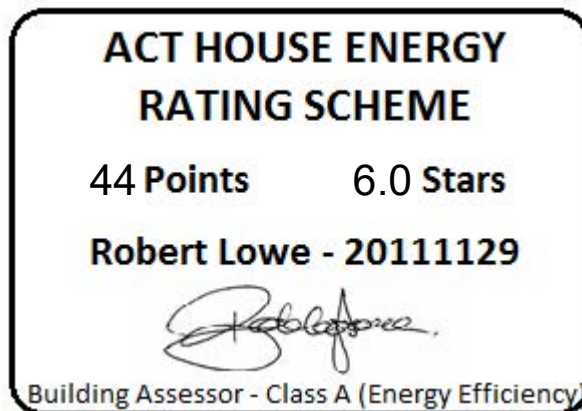 ACT HOUSE ENERGY
RATING SCHEME
44 Points 6.0 Stars
Robert Lowe - 20111129
Building Assessor - Class A (Energy Efficiency)